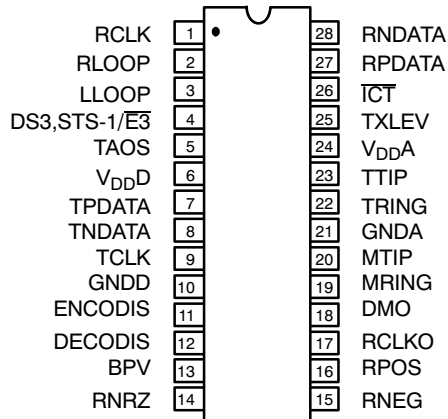 RCLK 1 28 RNDATA
RLOOP 2 27 RPDATA
LLOOP 3 26 I̅C̅T̅
DS3,STS-1/E̅3̅ 4 25 TXLEV
TAOS 5 24 VDDA
VDDD 6 23 TTIP
TPDATA 7 22 TRING
TNDATA 8 21 GNDA
TCLK 9 20 MTIP
GNDD 10 19 MRING
ENCODIS 11 18 DMO
DECODIS 12 17 RCLKO
BPV 13 16 RPOS
RNRZ 14 15 RNEG